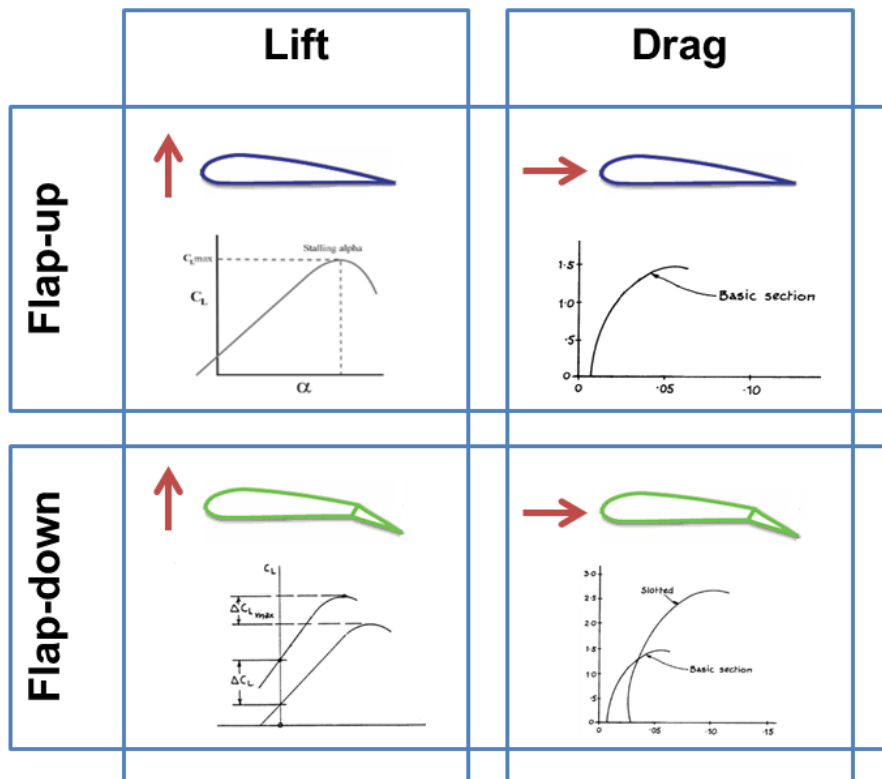 Lift
Drag
Flap-up
Stalling alpha
CLmax
CL
α
1.5
1.0
.5
0
0
.05
.10
Basic section
Flap-down
CL
ΔCLmax
ΔCL
3.0
2.5
2.0
1.5
1.0
.5
0
0
.05
.10
.15
Slotted
Basic section